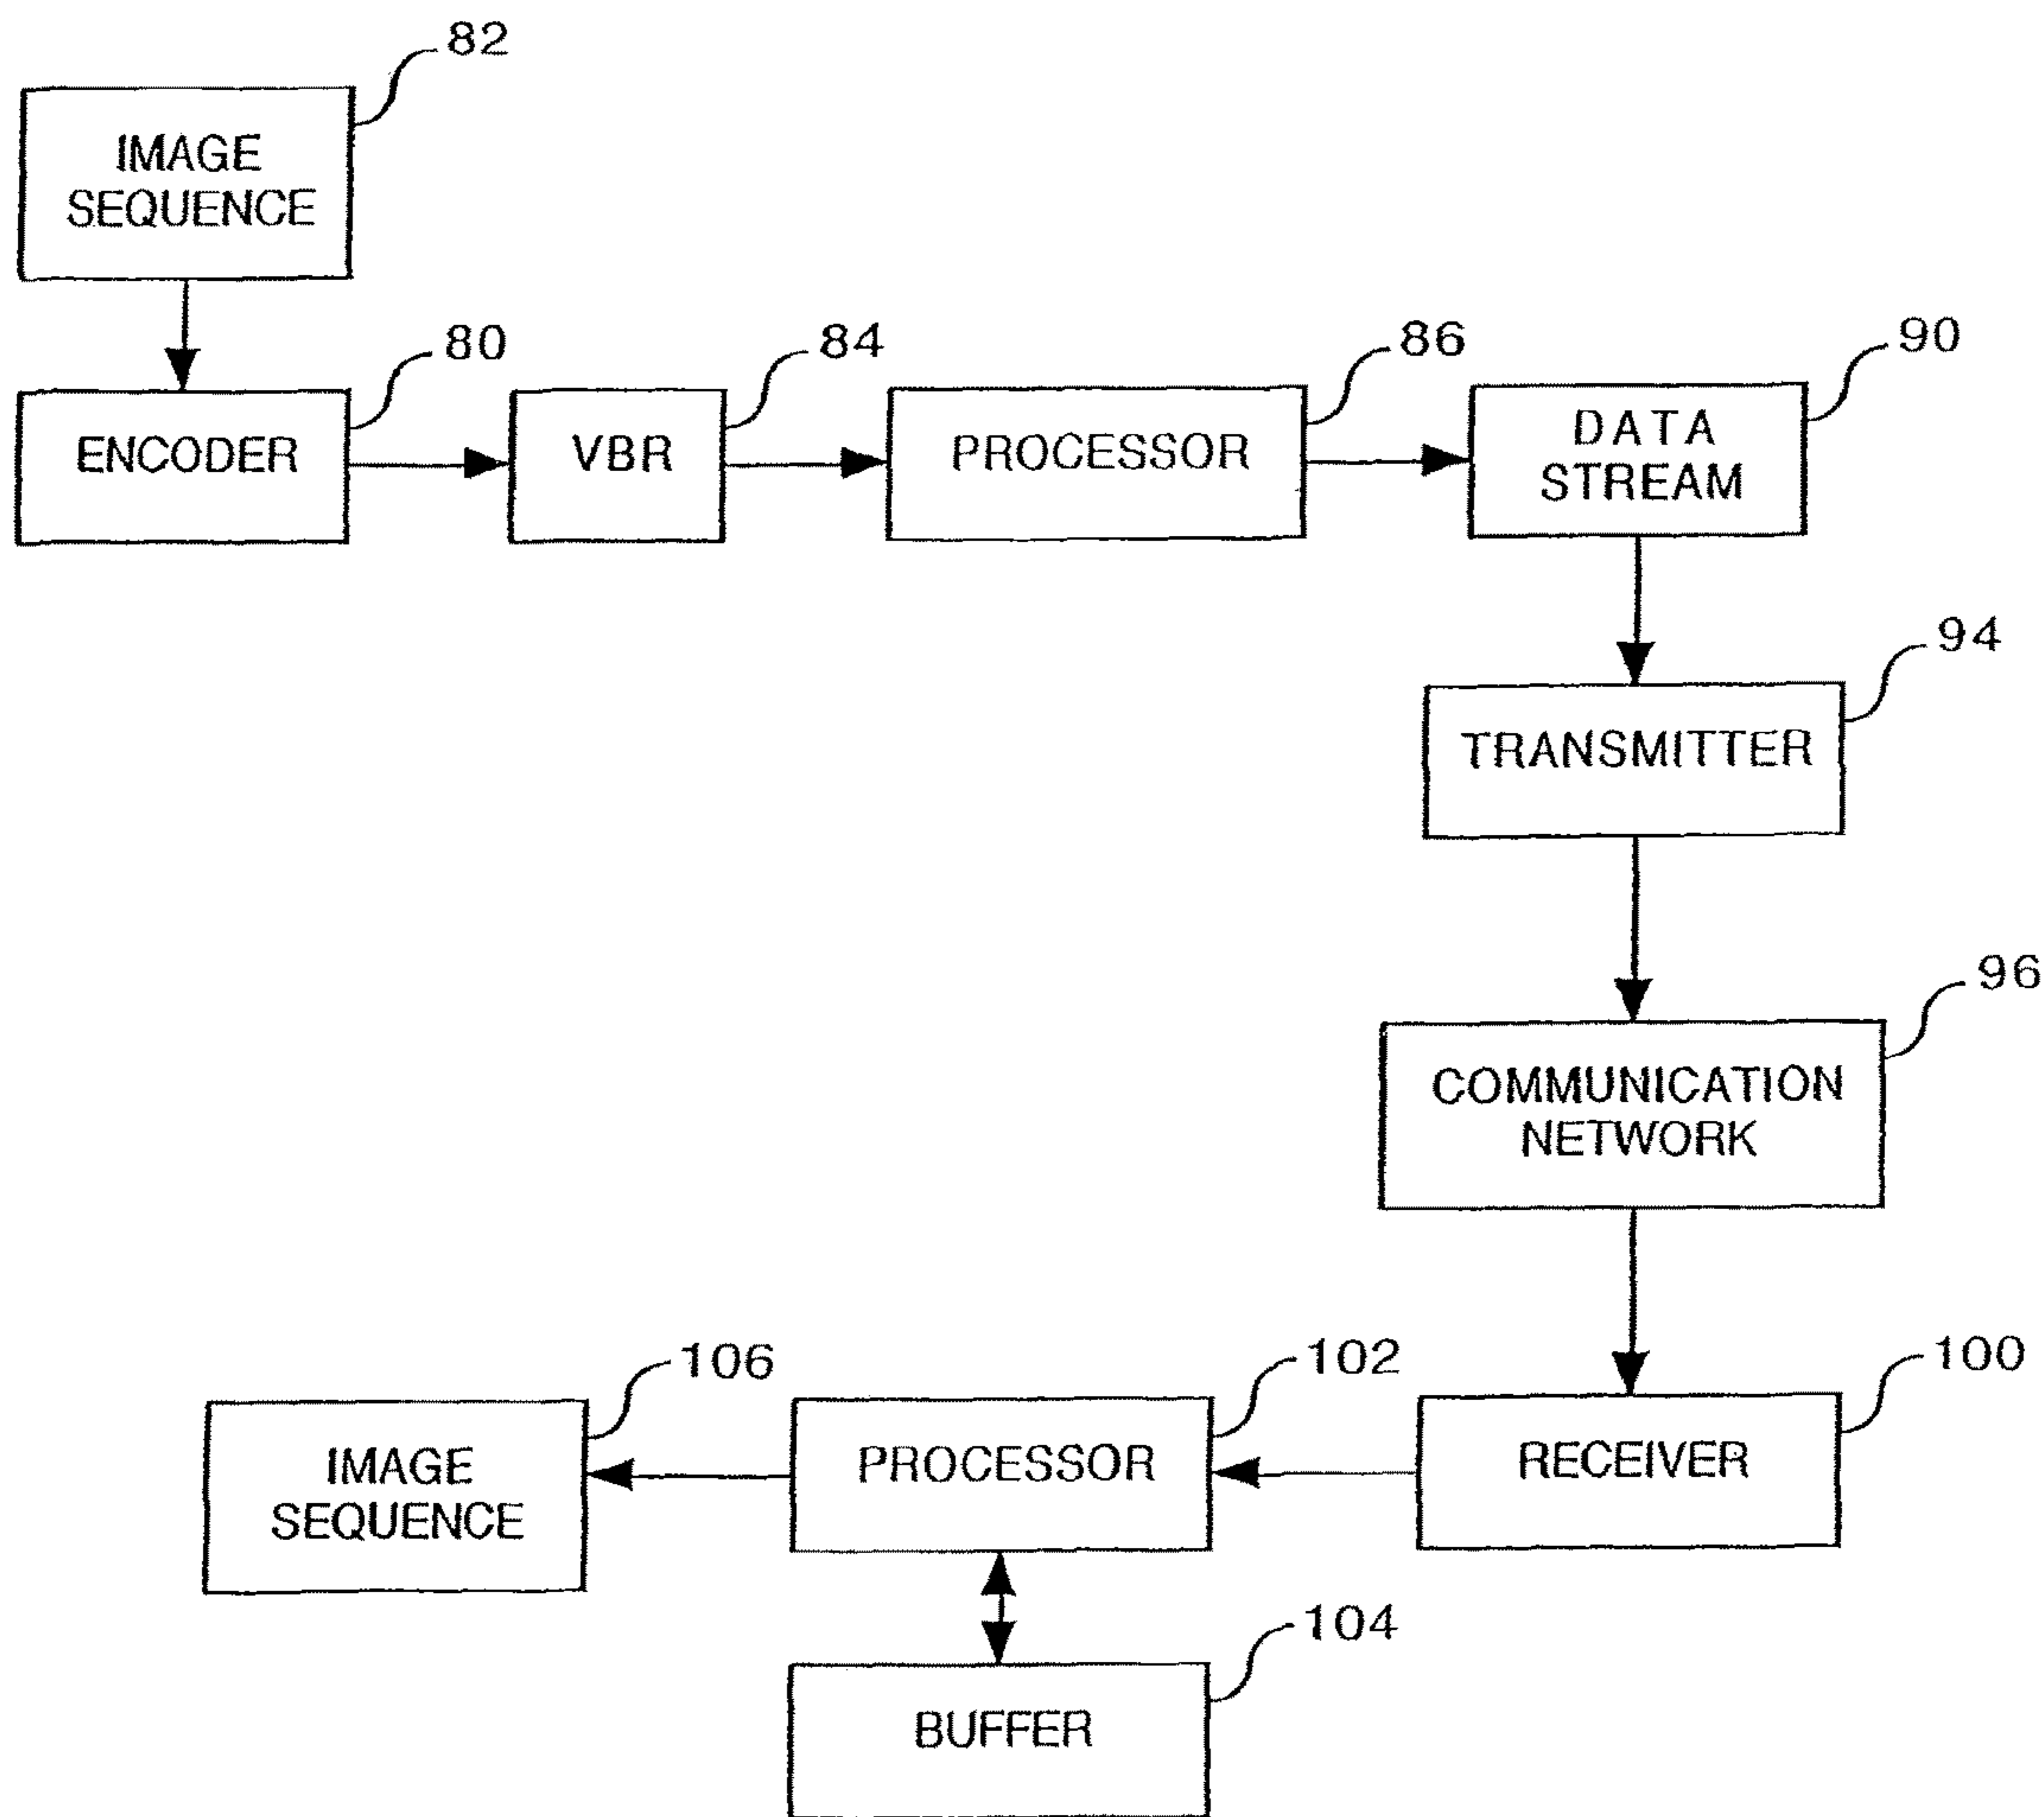 82
IMAGE
SEQUENCE
80
ENCODER
84
VBR
86
PROCESSOR
90
DATA
STREAM
94
TRANSMITTER
96
COMMUNICATION
NETWORK
100
RECEIVER
102
PROCESSOR
106
IMAGE
SEQUENCE
104
BUFFER